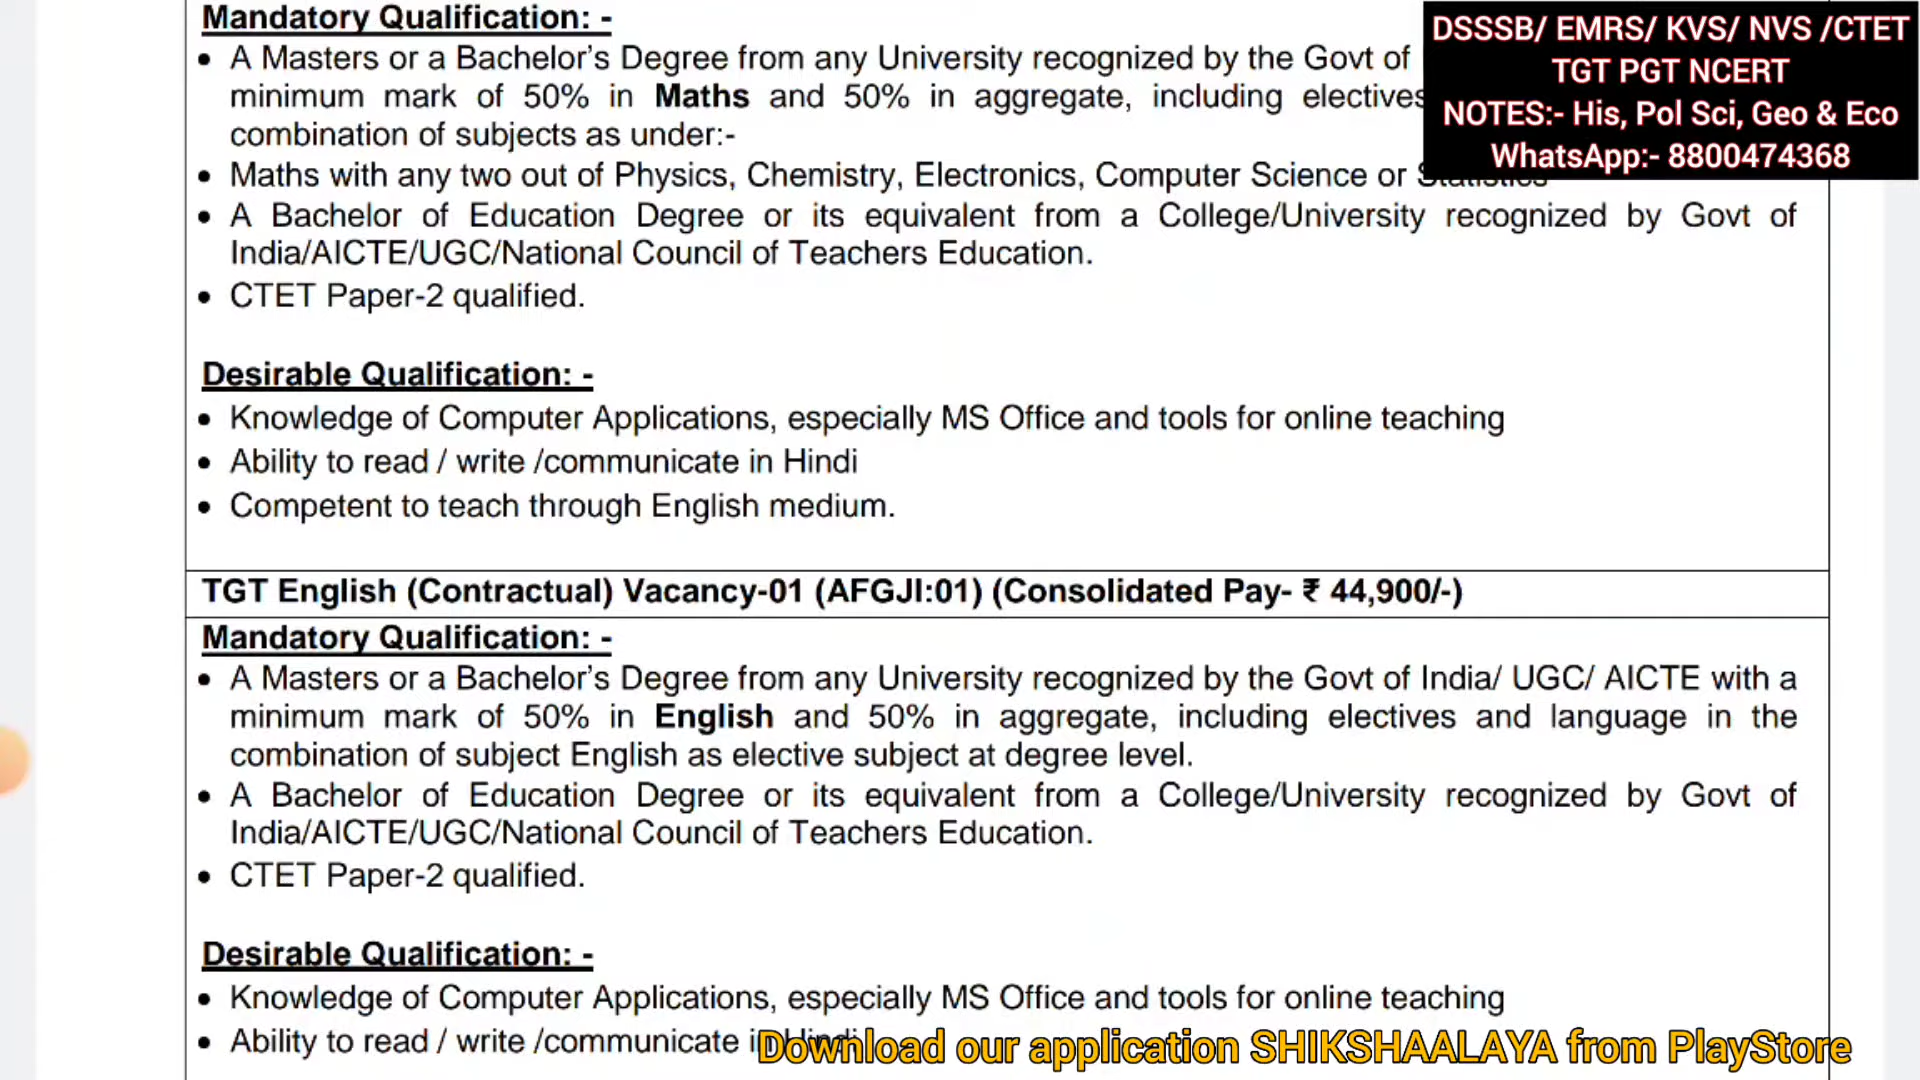 Mandatory Qualification: -
• A Masters or a Bachelor’s Degree from any University recognized by the Govt of
minimum mark of 50% in Maths and 50% in aggregate, including electives
combination of subjects as under:-
• Maths with any two out of Physics, Chemistry, Electronics, Computer Science or Statistics
• A Bachelor of Education Degree or its equivalent from a College/University recognized by Govt of
India/AICTE/UGC/National Council of Teachers Education.
• CTET Paper-2 qualified.
Desirable Qualification: -
• Knowledge of Computer Applications, especially MS Office and tools for online teaching
• Ability to read / write /communicate in Hindi
• Competent to teach through English medium.
TGT English (Contractual) Vacancy-01 (AFGJI:01) (Consolidated Pay- ₹ 44,900/-)
Mandatory Qualification: -
• A Masters or a Bachelor’s Degree from any University recognized by the Govt of India/ UGC/ AICTE with a
minimum mark of 50% in English and 50% in aggregate, including electives and language in the
combination of subject English as elective subject at degree level.
• A Bachelor of Education Degree or its equivalent from a College/University recognized by Govt of
India/AICTE/UGC/National Council of Teachers Education.
• CTET Paper-2 qualified.
Desirable Qualification: -
• Knowledge of Computer Applications, especially MS Office and tools for online teaching
• Ability to read / write /communicate in Hindi
DSSSB/ EMRS/ KVS/ NVS /CTET
TGT PGT NCERT
NOTES:- His, Pol Sci, Geo & Eco
WhatsApp:- 8800474368
Download our application SHIKSHAALAYA from PlayStore